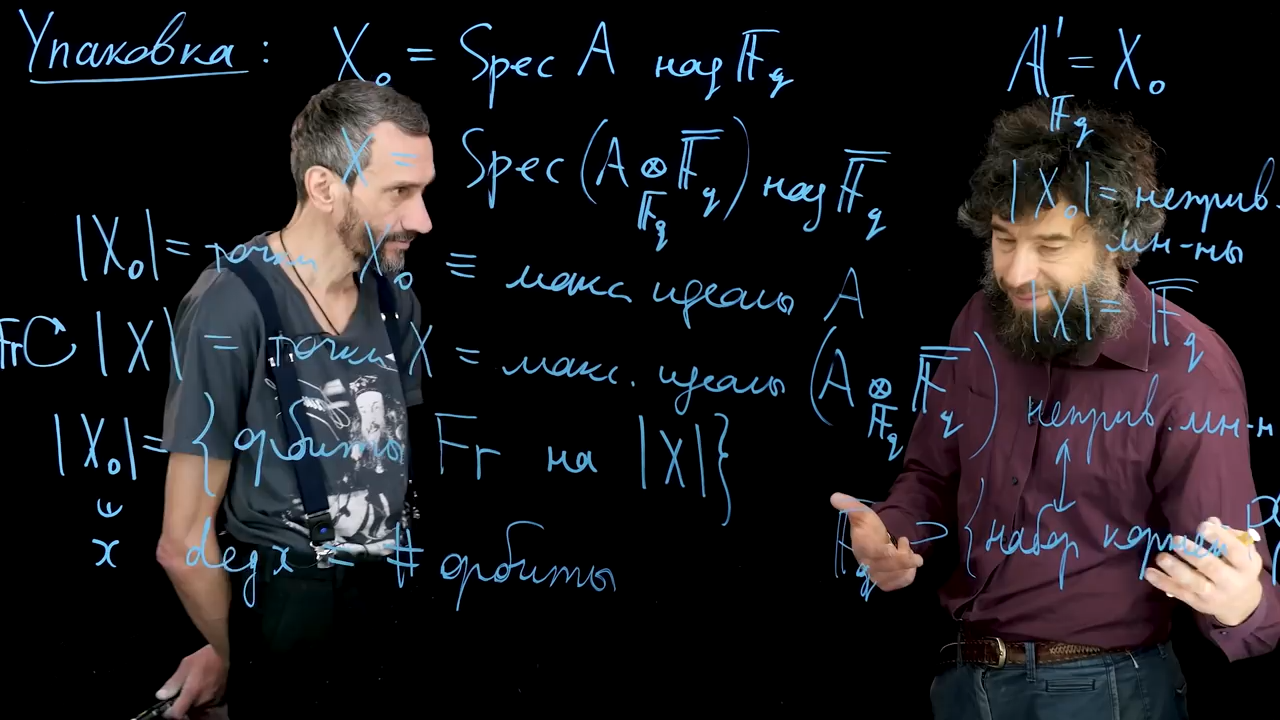 Упаковка: X₀ = Spec A над 𝔽_q
X = Spec (A ⊗_{𝔽_q} 𝔽̄_q) над 𝔽̄_q
|X₀| = точки X₀ ≡ макс. идеалы A
Fr ⟳ |X| = точки X = макс. идеалы (A ⊗_{𝔽_q} 𝔽̄_q)
|X₀| = { орбиты Fr на |X| }
x deg x = # орбиты
𝔸¹_{𝔽_q} = X₀
|X₀| = неприв.
мн-ны
|X| = 𝔽̄_q
неприв. мн-н
↕
𝔽̄_q ⊃ { набор корней